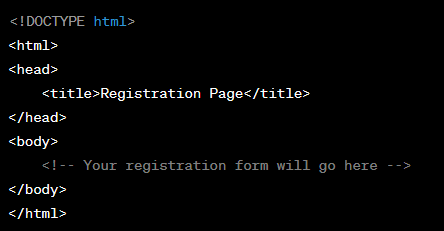 <!DOCTYPE html>
<html>
<head>
    <title>Registration Page</title>
</head>
<body>
    <!-- Your registration form will go here -->
</body>
</html>